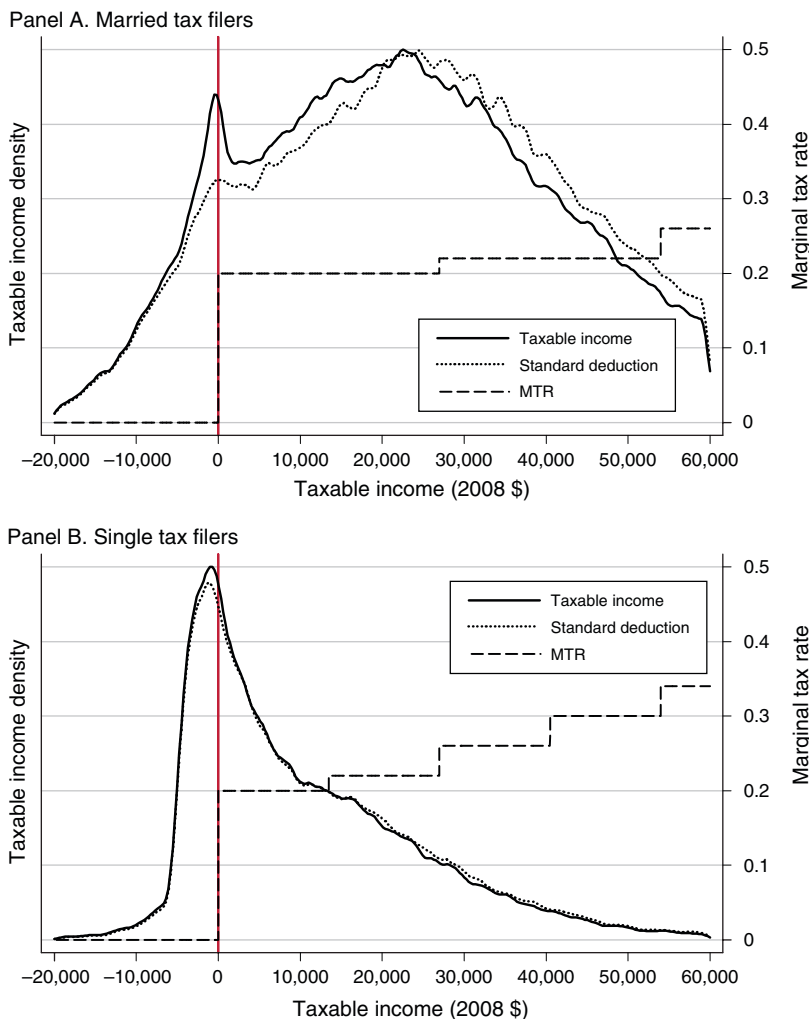 Panel A. Married tax filers
Taxable income density
Marginal tax rate
0.5
0.4
0.3
0.2
0.1
0
Taxable income
Standard deduction
MTR
−20,000 −10,000 0 10,000 20,000 30,000 40,000 50,000 60,000
Taxable income (2008 $)
Panel B. Single tax filers
Taxable income density
Marginal tax rate
0.5
0.4
0.3
0.2
0.1
0
Taxable income
Standard deduction
MTR
−20,000 −10,000 0 10,000 20,000 30,000 40,000 50,000 60,000
Taxable income (2008 $)